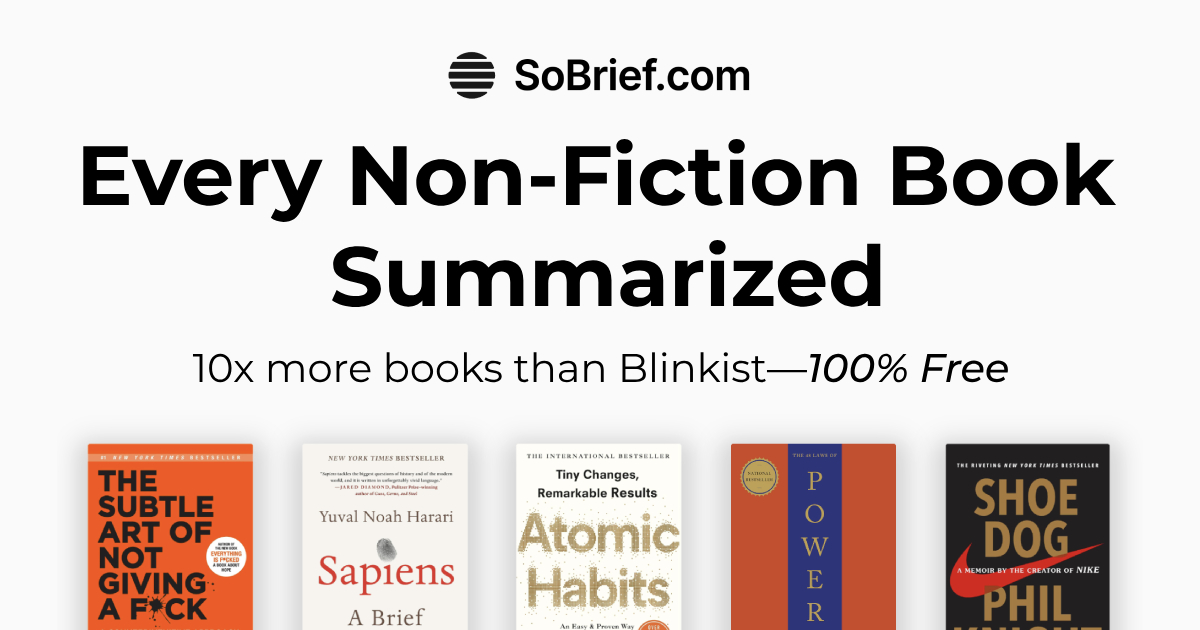 SoBrief.com
Every Non-Fiction Book
Summarized
10x more books than Blinkist—100% Free
#1 NEW YORK TIMES BESTSELLER
THE
SUBTLE
ART OF
NOT
GIVING
A F*CK
AUTHOR OF
THE NEW BOOK
EVERYTHING
IS F*CKED
A BOOK ABOUT
HOPE
NEW YORK TIMES BESTSELLER
"Sapiens tackles the biggest questions of history and of the modern
world, and it is written in unforgettably vivid language."
—JARED DIAMOND, Pulitzer Prize-winning
author of Guns, Germs, and Steel
Yuval Noah Harari
Sapiens
A Brief
THE INTERNATIONAL BESTSELLER
Tiny Changes,
Remarkable Results
Atomic
Habits
An Easy & Proven Way
NATIONAL
BESTSELLER
THE 48 LAWS OF
P
O
W
E
R
THE RIVETING NEW YORK TIMES BESTSELLER
SHOE
DOG
A MEMOIR BY THE CREATOR OF NIKE
PHIL
KNIGHT